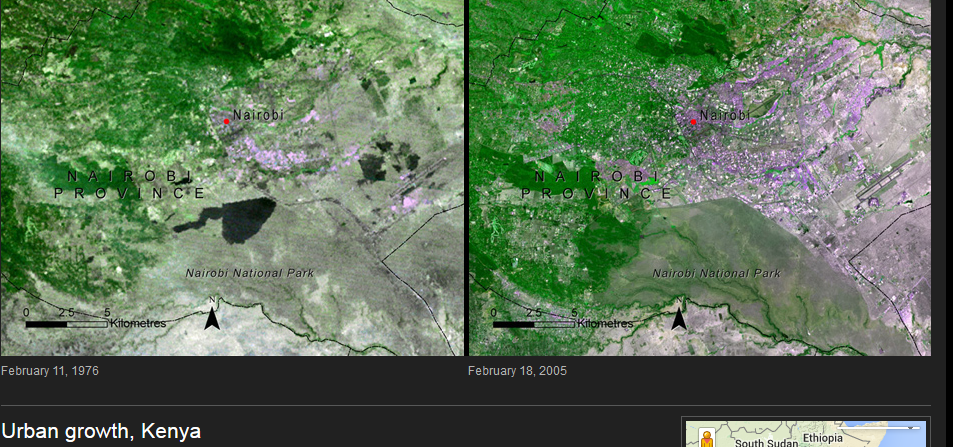 Nairobi
NAIROBI
PROVINCE
Nairobi National Park
N
0 2.5 5
Kilometres
Nairobi
NAIROBI
PROVINCE
Nairobi National Park
N
0 2.5 5
Kilometres
February 11, 1976
February 18, 2005
Urban growth, Kenya
South Sudan
Ethiopia